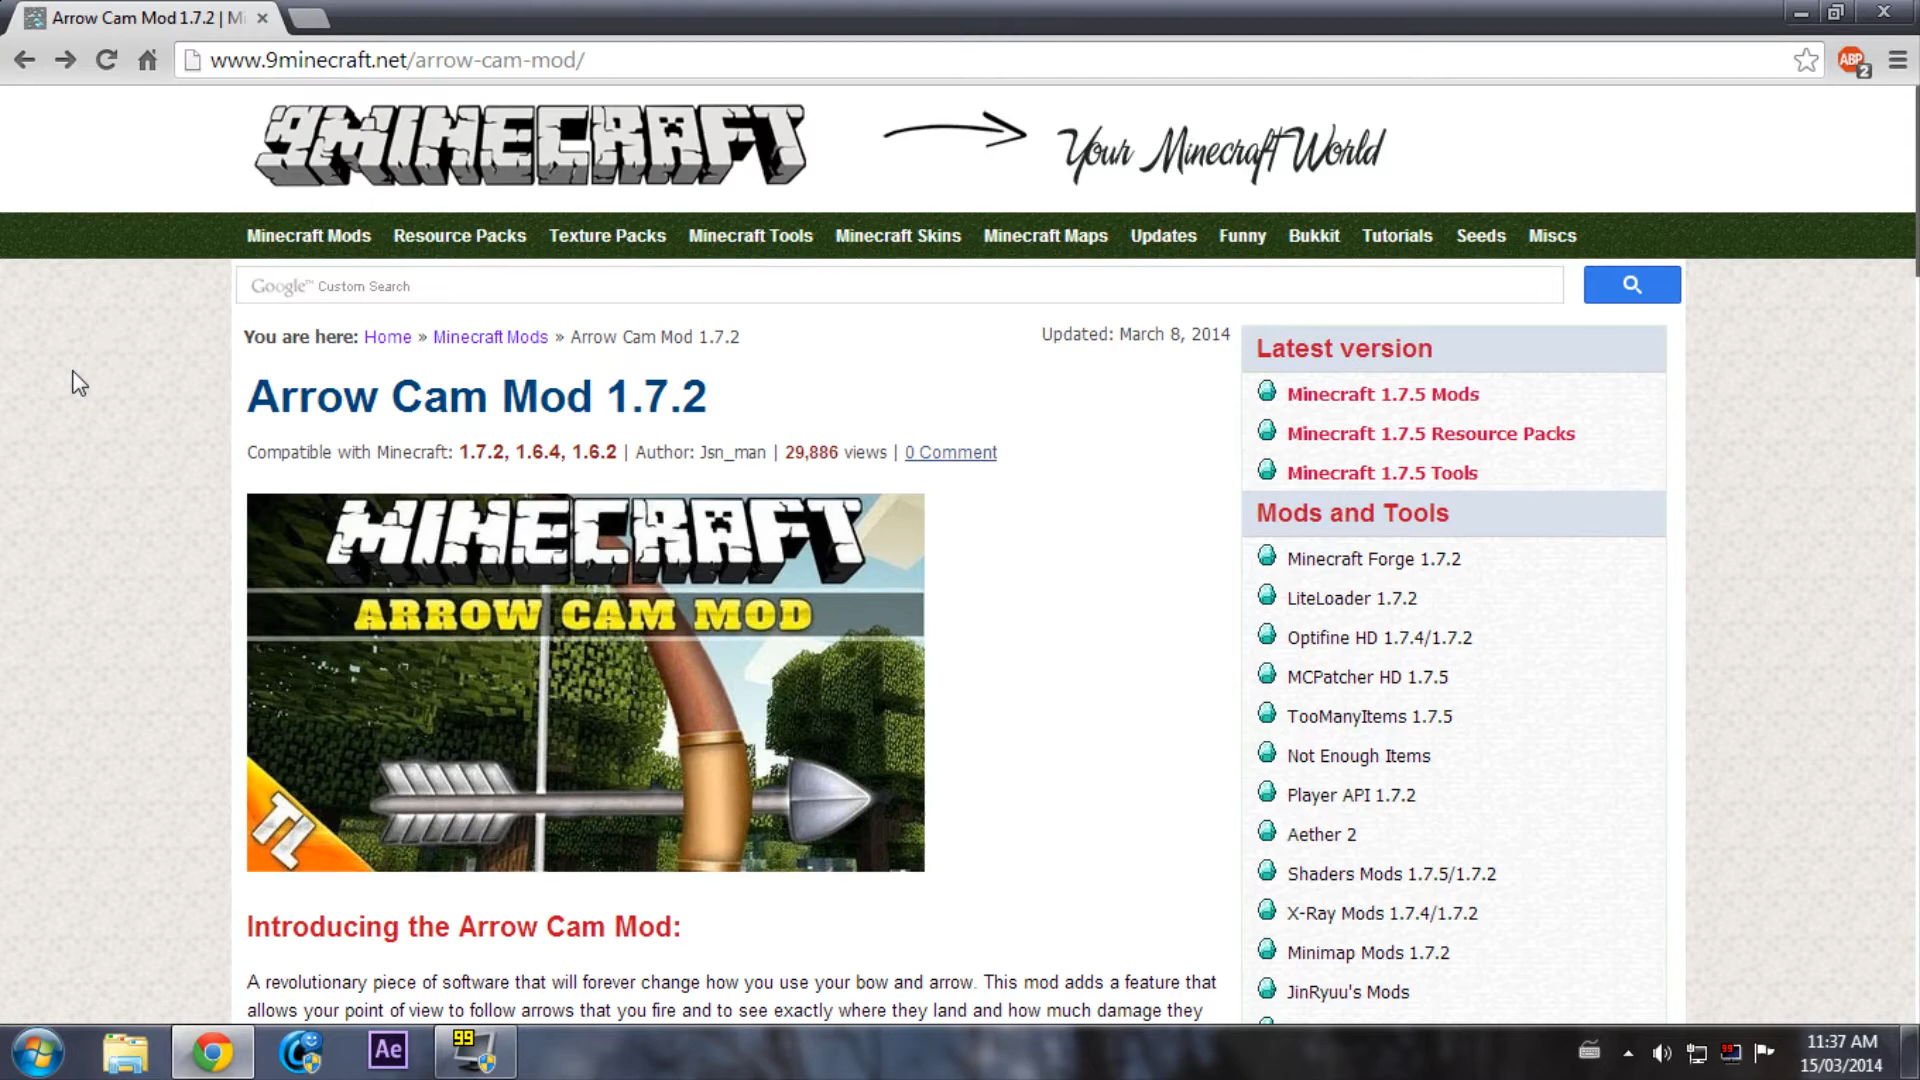 Arrow Cam Mod 1.7.2 | Mi
www.9minecraft.net/arrow-cam-mod/
ABP
2
9MINECRAFT
Your Minecraft World
Minecraft Mods Resource Packs Texture Packs Minecraft Tools Minecraft Skins Minecraft Maps Updates Funny Bukkit Tutorials Seeds Miscs
Google™ Custom Search
You are here: Home » Minecraft Mods » Arrow Cam Mod 1.7.2
Updated: March 8, 2014
Arrow Cam Mod 1.7.2
Compatible with Minecraft: 1.7.2, 1.6.4, 1.6.2 | Author: Jsn_man | 29,886 views | 0 Comment
MINECRAFT
ARROW CAM MOD
TL
Introducing the Arrow Cam Mod:
A revolutionary piece of software that will forever change how you use your bow and arrow. This mod adds a feature that
allows your point of view to follow arrows that you fire and to see exactly where they land and how much damage they
Latest version
Minecraft 1.7.5 Mods
Minecraft 1.7.5 Resource Packs
Minecraft 1.7.5 Tools
Mods and Tools
Minecraft Forge 1.7.2
LiteLoader 1.7.2
Optifine HD 1.7.4/1.7.2
MCPatcher HD 1.7.5
TooManyItems 1.7.5
Not Enough Items
Player API 1.7.2
Aether 2
Shaders Mods 1.7.5/1.7.2
X-Ray Mods 1.7.4/1.7.2
Minimap Mods 1.7.2
JinRyuu's Mods
Ae
99
99
11:37 AM
15/03/2014